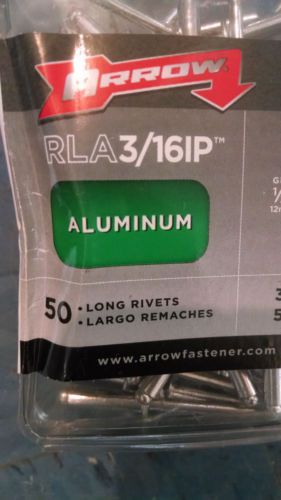 ARROW
RLA3/16IP™
ALUMINUM
50 • LONG RIVETS
• LARGO REMACHES
www.arrowfastener.com